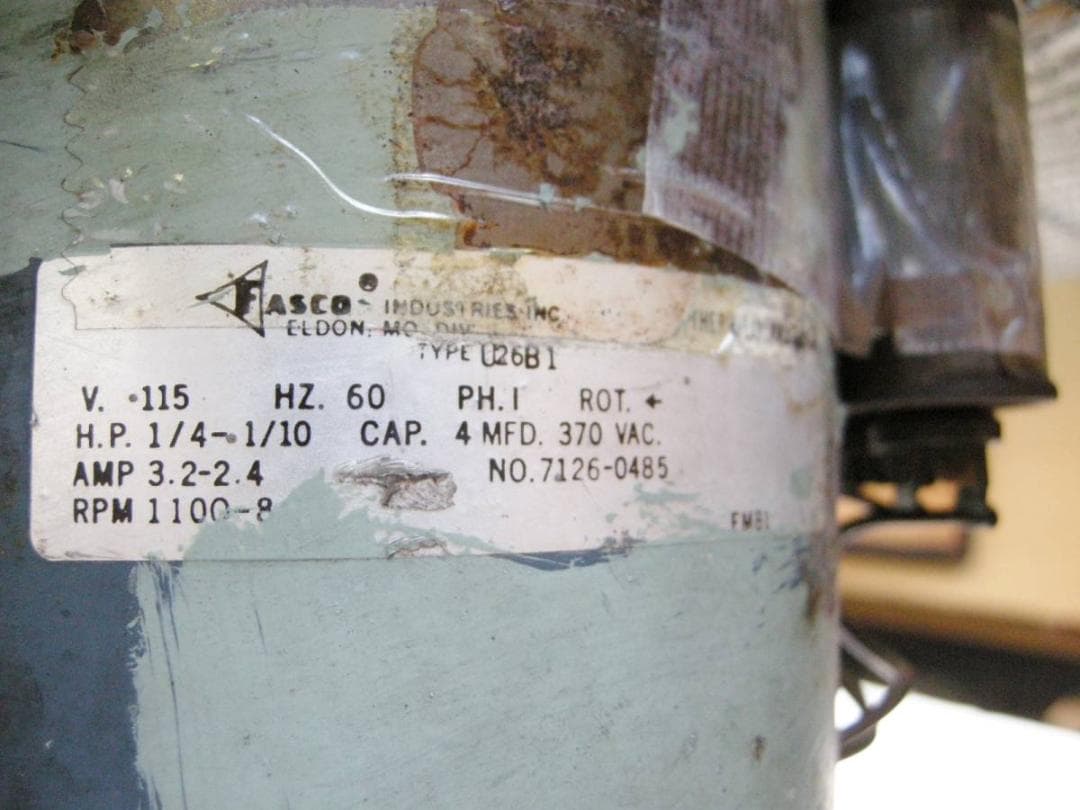 FASCO INDUSTRIES INC.
ELDON, MO. DIV.
TYPE U26B1
V. 115 HZ. 60 PH. 1 ROT. ←
H.P. 1/4-1/10 CAP. 4 MFD. 370 VAC.
AMP 3.2-2.4 NO. 7126-0485
RPM 1100-8